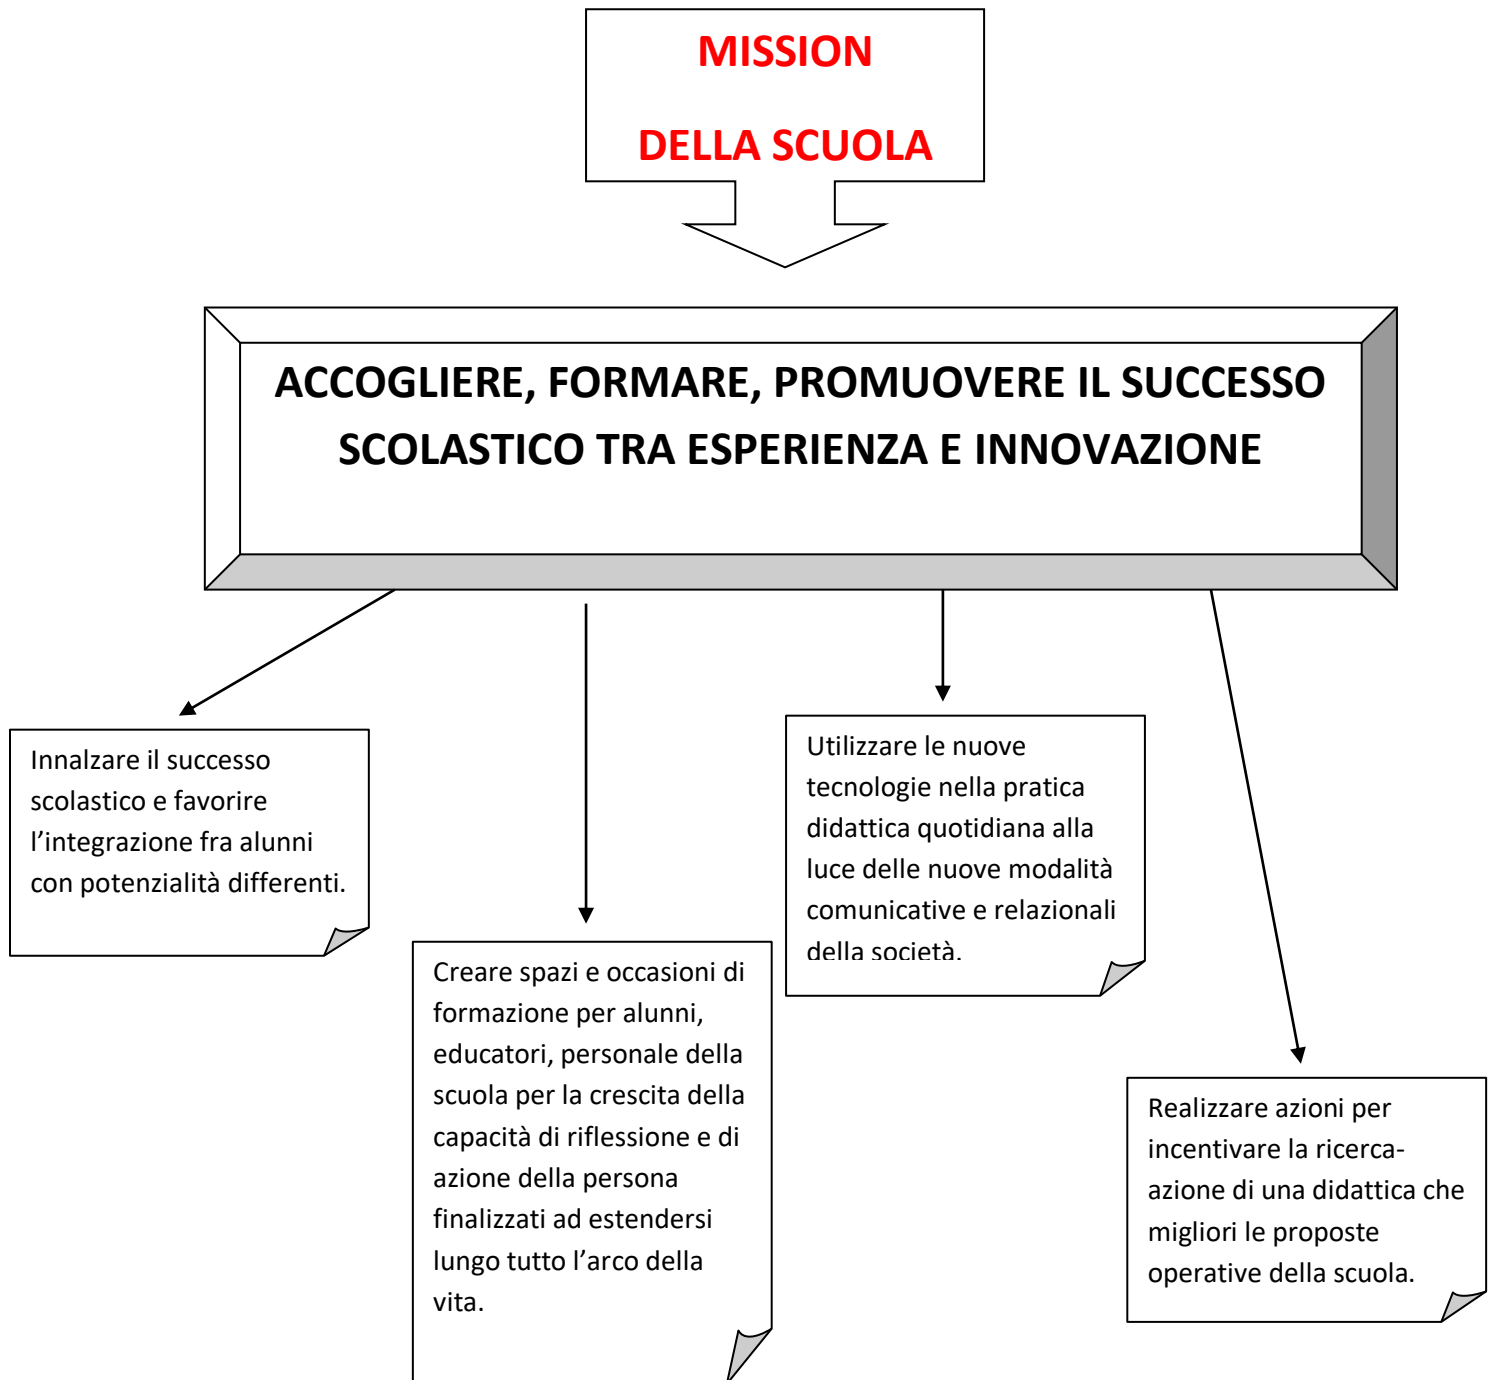 MISSION
DELLA SCUOLA
ACCOGLIERE, FORMARE, PROMUOVERE IL SUCCESSO
SCOLASTICO TRA ESPERIENZA E INNOVAZIONE
Innalzare il successo
scolastico e favorire
l’integrazione fra alunni
con potenzialità differenti.
Creare spazi e occasioni di
formazione per alunni,
educatori, personale della
scuola per la crescita della
capacità di riflessione e di
azione della persona
finalizzati ad estendersi
lungo tutto l’arco della
vita.
Utilizzare le nuove
tecnologie nella pratica
didattica quotidiana alla
luce delle nuove modalità
comunicative e relazionali
della società.
Realizzare azioni per
incentivare la ricerca-
azione di una didattica che
migliori le proposte
operative della scuola.